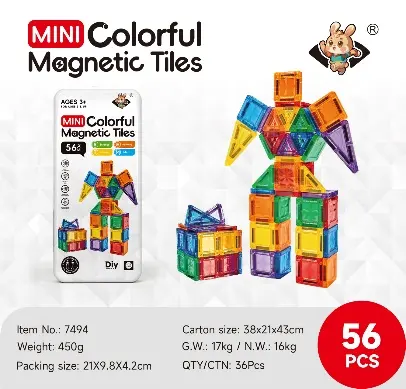 MINI Colorful
Magnetic Tiles
®
AGES 3+
MINI Colorful
Magnetic Tiles
56
Diy
Item No.: 7494
Weight: 450g
Packing size: 21X9.8X4.2cm
Carton size: 38x21x43cm
G.W.: 17kg / N.W.: 16kg
QTY/CTN: 36Pcs
56
PCS